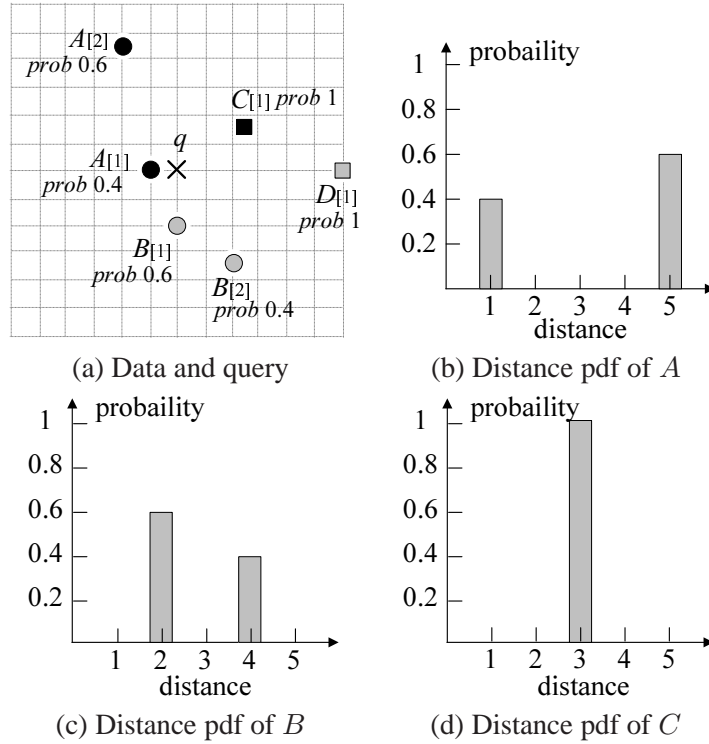 A[2]
prob 0.6
C[1] prob 1
q
A[1]
prob 0.4
D[1]
prob 1
B[1]
prob 0.6
B[2]
prob 0.4
(a) Data and query
probaility
1
0.8
0.6
0.4
0.2
1 2 3 4 5
distance
(b) Distance pdf of A
probaility
1
0.8
0.6
0.4
0.2
1 2 3 4 5
distance
(c) Distance pdf of B
probaility
1
0.8
0.6
0.4
0.2
1 2 3 4 5
distance
(d) Distance pdf of C